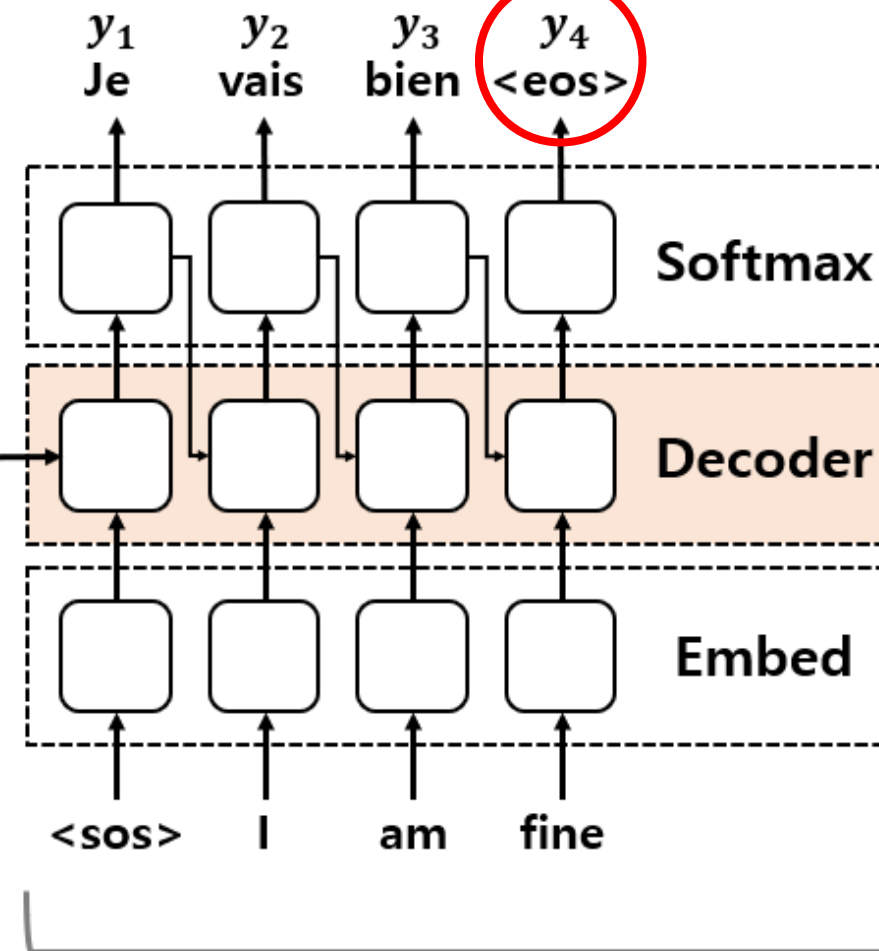 y₁ y₂ y₃ y₄
Je vais bien <eos>
Softmax
Decoder
Embed
<sos> I am fine